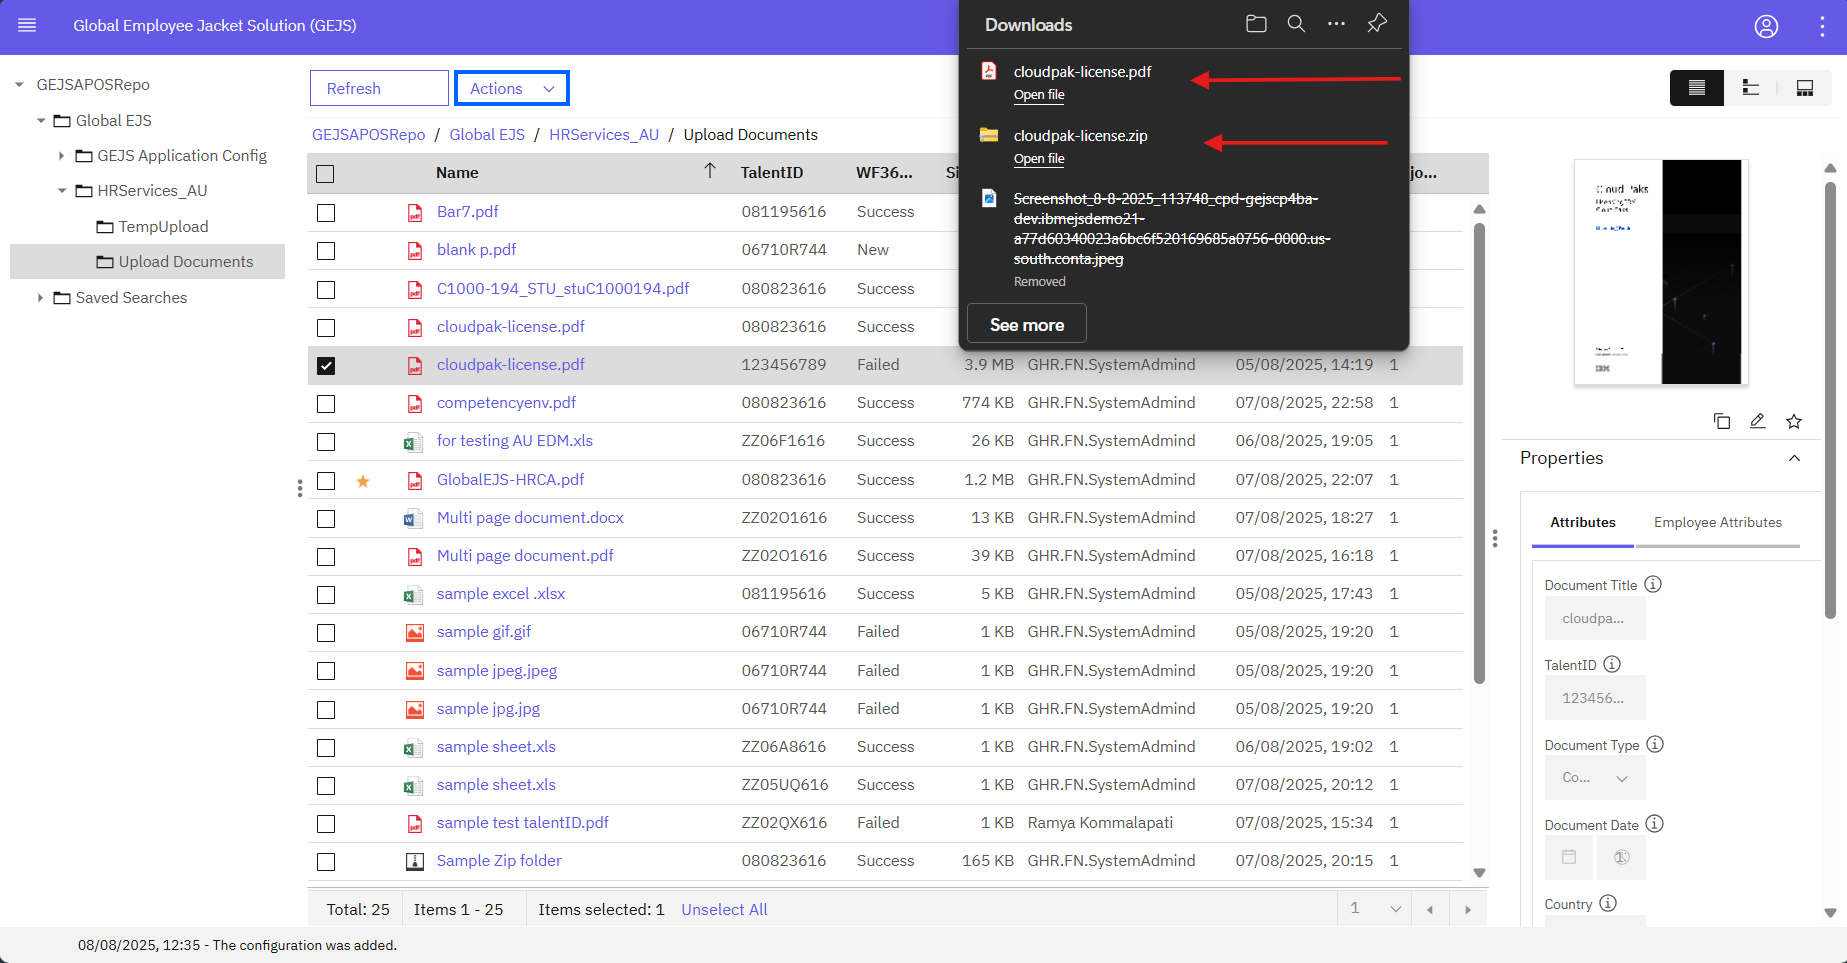 Global Employee Jacket Solution (GEJS)
Downloads
cloudpak-license.pdf
Open file
cloudpak-license.zip
Open file
Screenshot_8-8-2025_113748_cpd-gejscp4ba-
dev.ibmejsdemo21-
a77d60340023a6bc6f520169685a0756-0000.us-
south.conta.jpeg
Removed
See more
GEJSAPOSRepo
Global EJS
GEJS Application Config
HRServices_AU
TempUpload
Upload Documents
Saved Searches
Refresh
Actions
GEJSAPOSRepo / Global EJS / HRServices_AU / Upload Documents
Name TalentID WF36... Si jo...
Bar7.pdf 081195616 Success
blank p.pdf 06710R744 New
C1000-194_STU_stuC1000194.pdf 080823616 Success
cloudpak-license.pdf 080823616 Success
cloudpak-license.pdf 123456789 Failed 3.9 MB GHR.FN.SystemAdmind 05/08/2025, 14:19 1
competencyenv.pdf 080823616 Success 774 KB GHR.FN.SystemAdmind 07/08/2025, 22:58 1
for testing AU EDM.xls ZZ06F1616 Success 26 KB GHR.FN.SystemAdmind 06/08/2025, 19:05 1
GlobalEJS-HRCA.pdf 080823616 Success 1.2 MB GHR.FN.SystemAdmind 07/08/2025, 22:07 1
Multi page document.docx ZZ02O1616 Success 13 KB GHR.FN.SystemAdmind 07/08/2025, 18:27 1
Multi page document.pdf ZZ02O1616 Success 39 KB GHR.FN.SystemAdmind 07/08/2025, 16:18 1
sample excel .xlsx 081195616 Success 5 KB GHR.FN.SystemAdmind 07/08/2025, 17:43 1
sample gif.gif 06710R744 Failed 1 KB GHR.FN.SystemAdmind 05/08/2025, 19:20 1
sample jpeg.jpeg 06710R744 Failed 1 KB GHR.FN.SystemAdmind 05/08/2025, 19:20 1
sample jpg.jpg 06710R744 Failed 1 KB GHR.FN.SystemAdmind 05/08/2025, 19:20 1
sample sheet.xls ZZ06A8616 Success 1 KB GHR.FN.SystemAdmind 06/08/2025, 19:02 1
sample sheet.xls ZZ05UQ616 Success 1 KB GHR.FN.SystemAdmind 07/08/2025, 20:12 1
sample test talentID.pdf ZZ02QX616 Failed 1 KB Ramya Kommalapati 07/08/2025, 15:34 1
Sample Zip folder 080823616 Success 165 KB GHR.FN.SystemAdmind 07/08/2025, 20:15 1
Total: 25 Items 1 - 25 Items selected: 1 Unselect All 1
Properties
Attributes Employee Attributes
Document Title
cloudpa...
TalentID
123456...
Document Type
Co...
Document Date
Country
08/08/2025, 12:35 - The configuration was added.